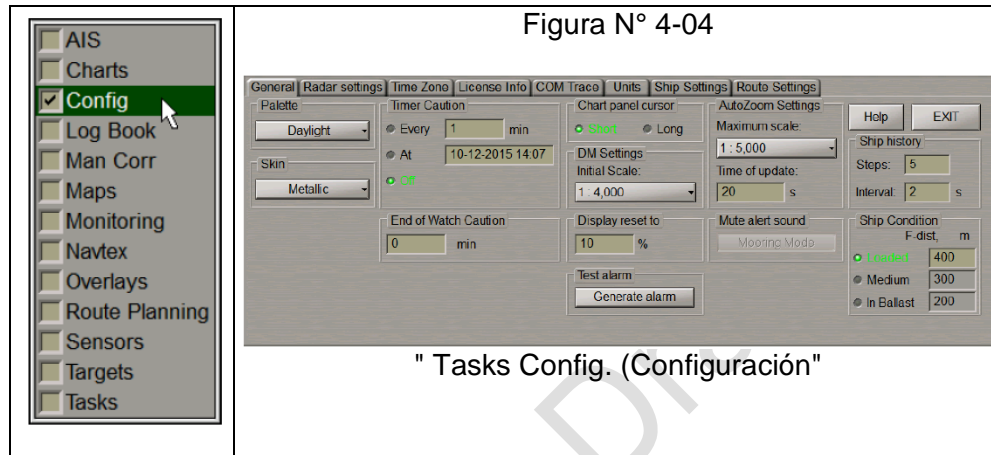 AIS
Charts
Config
Log Book
Man Corr
Maps
Monitoring
Navtex
Overlays
Route Planning
Sensors
Targets
Tasks
Figura N° 4-04
General Radar settings Time Zone License Info COM Trace Units Ship Settings Route Settings
Palette
Daylight
Skin
Metallic
Timer Caution
Every 1 min
At 10-12-2015 14:07
Off
End of Watch Caution
0 min
Chart panel cursor
Short Long
DM Settings
Initial Scale:
1 : 4,000
Display reset to
10 %
Test alarm
Generate alarm
AutoZoom Settings
Maximum scale:
1 : 5,000
Time of update:
20 s
Mute alert sound
Mooring Mode
Help EXIT
Ship history
Steps: 5
Interval: 2 s
Ship Condition
F-dist, m
Loaded 400
Medium 300
In Ballast 200
" Tasks Config. (Configuración"